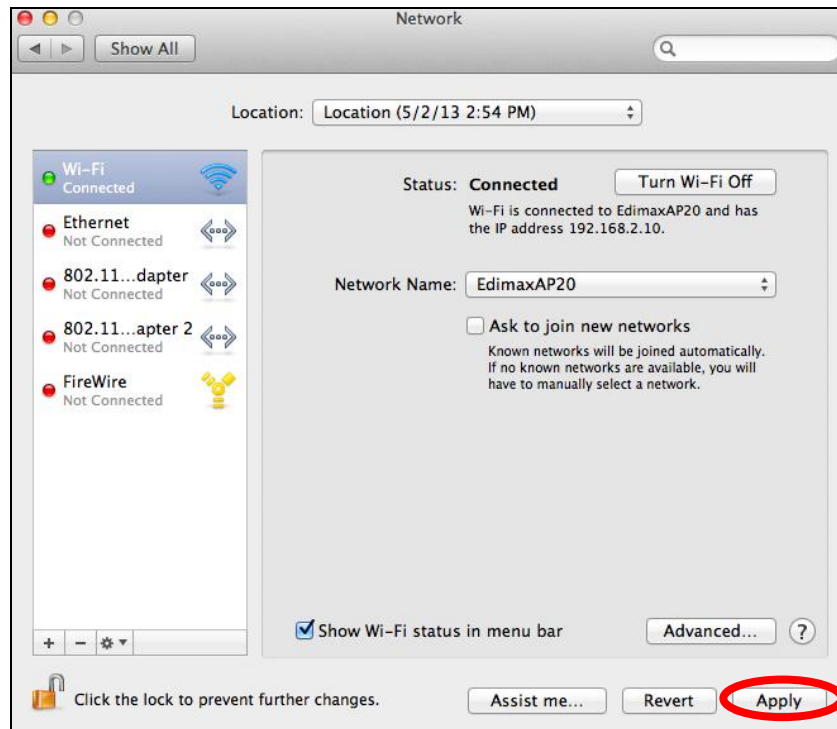 Network
Show All
Location: Location (5/2/13 2:54 PM)
Wi-Fi
Connected
Ethernet
Not Connected
802.11...dapter
Not Connected
802.11...apter 2
Not Connected
FireWire
Not Connected
Status: Connected
Turn Wi-Fi Off
Wi-Fi is connected to EdimaxAP20 and has
the IP address 192.168.2.10.
Network Name: EdimaxAP20
Ask to join new networks
Known networks will be joined automatically.
If no known networks are available, you will
have to manually select a network.
Show Wi-Fi status in menu bar
Advanced...
?
+ −
Click the lock to prevent further changes.
Assist me...
Revert
Apply